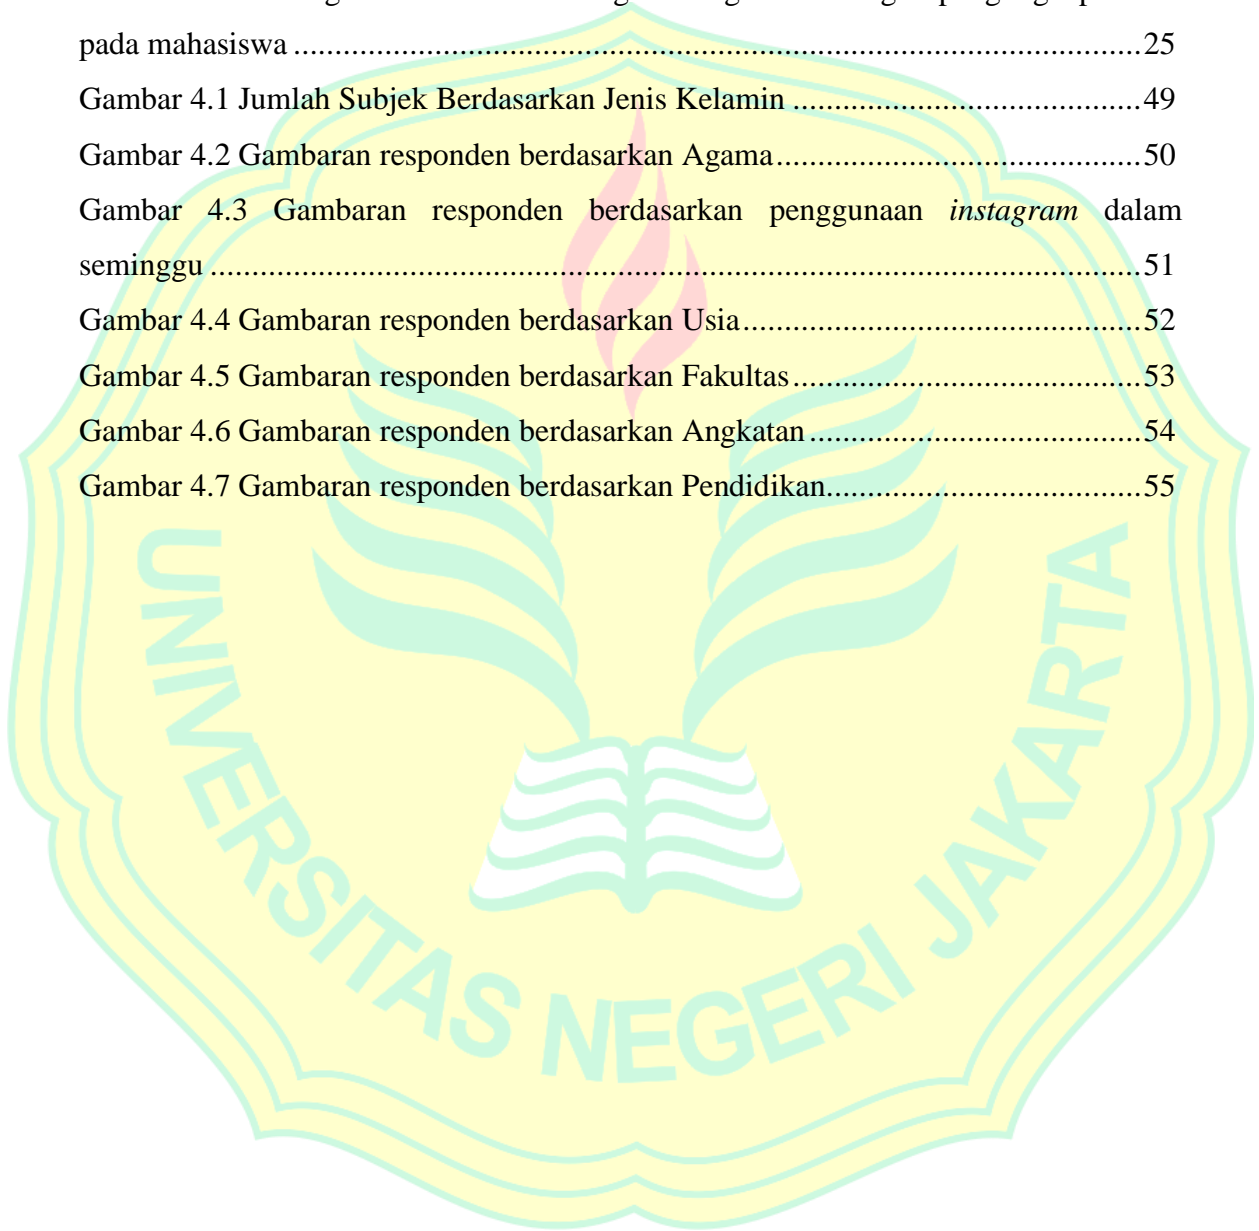 pada mahasiswa ........................................................................................................25
Gambar 4.1 Jumlah Subjek Berdasarkan Jenis Kelamin ..........................................49
Gambar 4.2 Gambaran responden berdasarkan Agama............................................50
Gambar 4.3 Gambaran responden berdasarkan penggunaan instagram dalam
seminggu ..................................................................................................................51
Gambar 4.4 Gambaran responden berdasarkan Usia................................................52
Gambar 4.5 Gambaran responden berdasarkan Fakultas..........................................53
Gambar 4.6 Gambaran responden berdasarkan Angkatan ........................................54
Gambar 4.7 Gambaran responden berdasarkan Pendidikan......................................55
UNIVERSITAS NEGERI JAKARTA